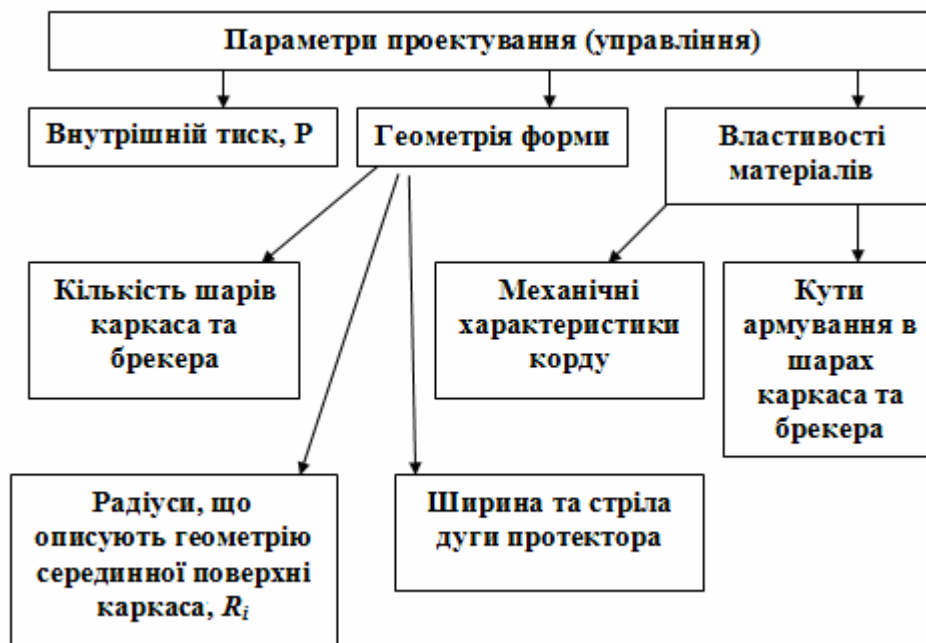 Параметри проектування (управління)
Внутрішній тиск, P
Геометрія форми
Властивості
матеріалів
Кількість шарів
каркаса та
брекера
Механічні
характеристики
корду
Кути
армування в
шарах
каркаса та
брекера
Радіуси, що
описують геометрію
серединної поверхні
каркаса, Ri
Ширина та стріла
дуги протектора